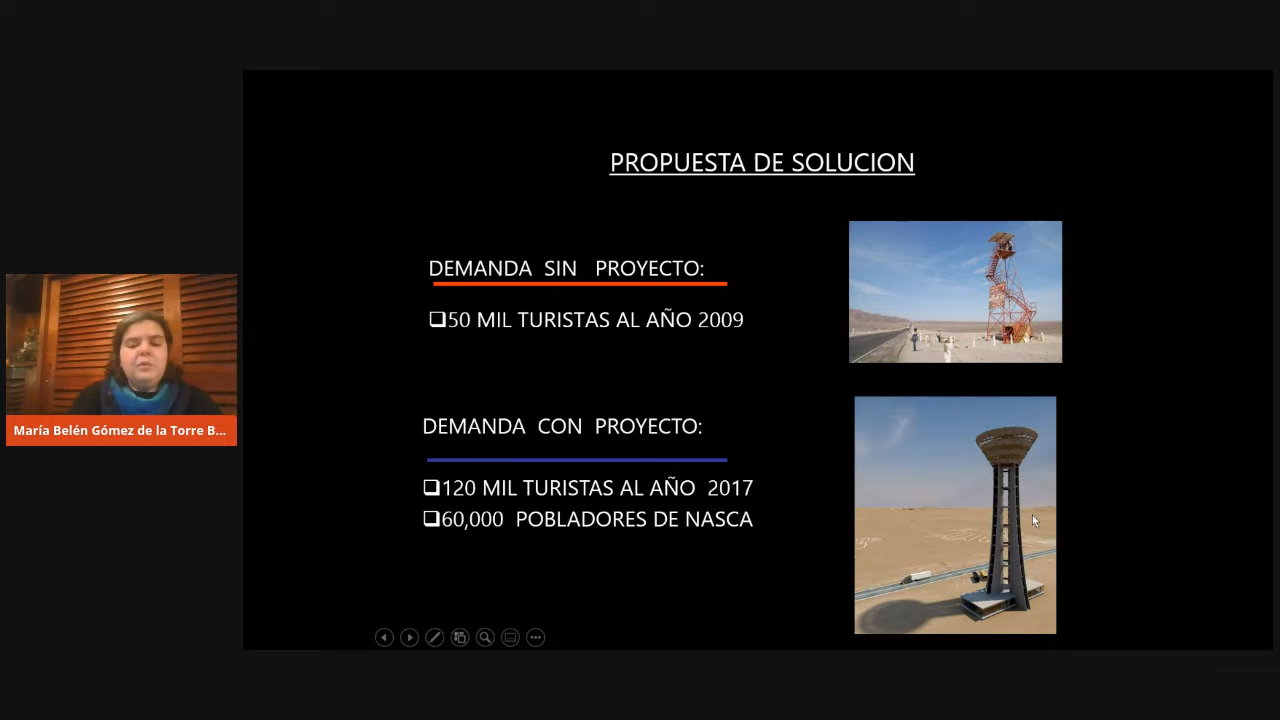 PROPUESTA DE SOLUCION
DEMANDA SIN PROYECTO:
❑50 MIL TURISTAS AL AÑO 2009
DEMANDA CON PROYECTO:
❑120 MIL TURISTAS AL AÑO 2017
❑60,000 POBLADORES DE NASCA
María Belén Gómez de la Torre B...